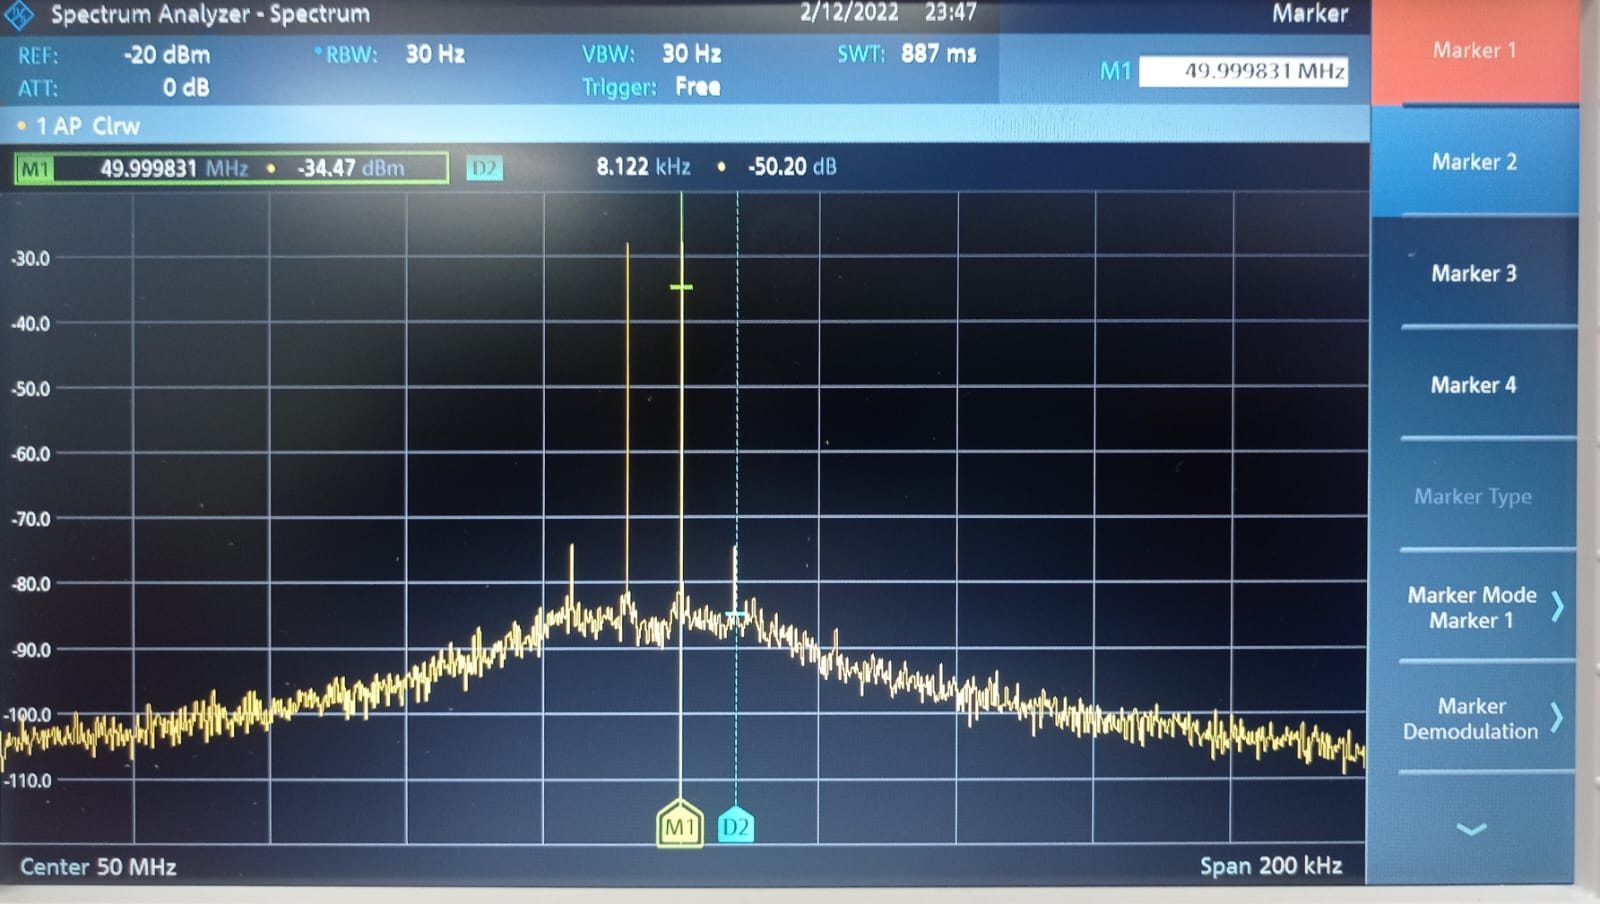 Spectrum Analyzer - Spectrum 2/12/2022 23:47 Marker
REF: -20 dBm *RBW: 30 Hz VBW: 30 Hz SWT: 887 ms
ATT: 0 dB Trigger: Free
M1 49.999831 MHz
1 AP Clrw
M1 49.999831 MHz -34.47 dBm D2 8.122 kHz -50.20 dB
-30.0
-40.0
-50.0
-60.0
-70.0
-80.0
-90.0
-100.0
-110.0
M1 D2
Center 50 MHz Span 200 kHz
Marker 1
Marker 2
Marker 3
Marker 4
Marker Type
Marker Mode
Marker 1
Marker
Demodulation